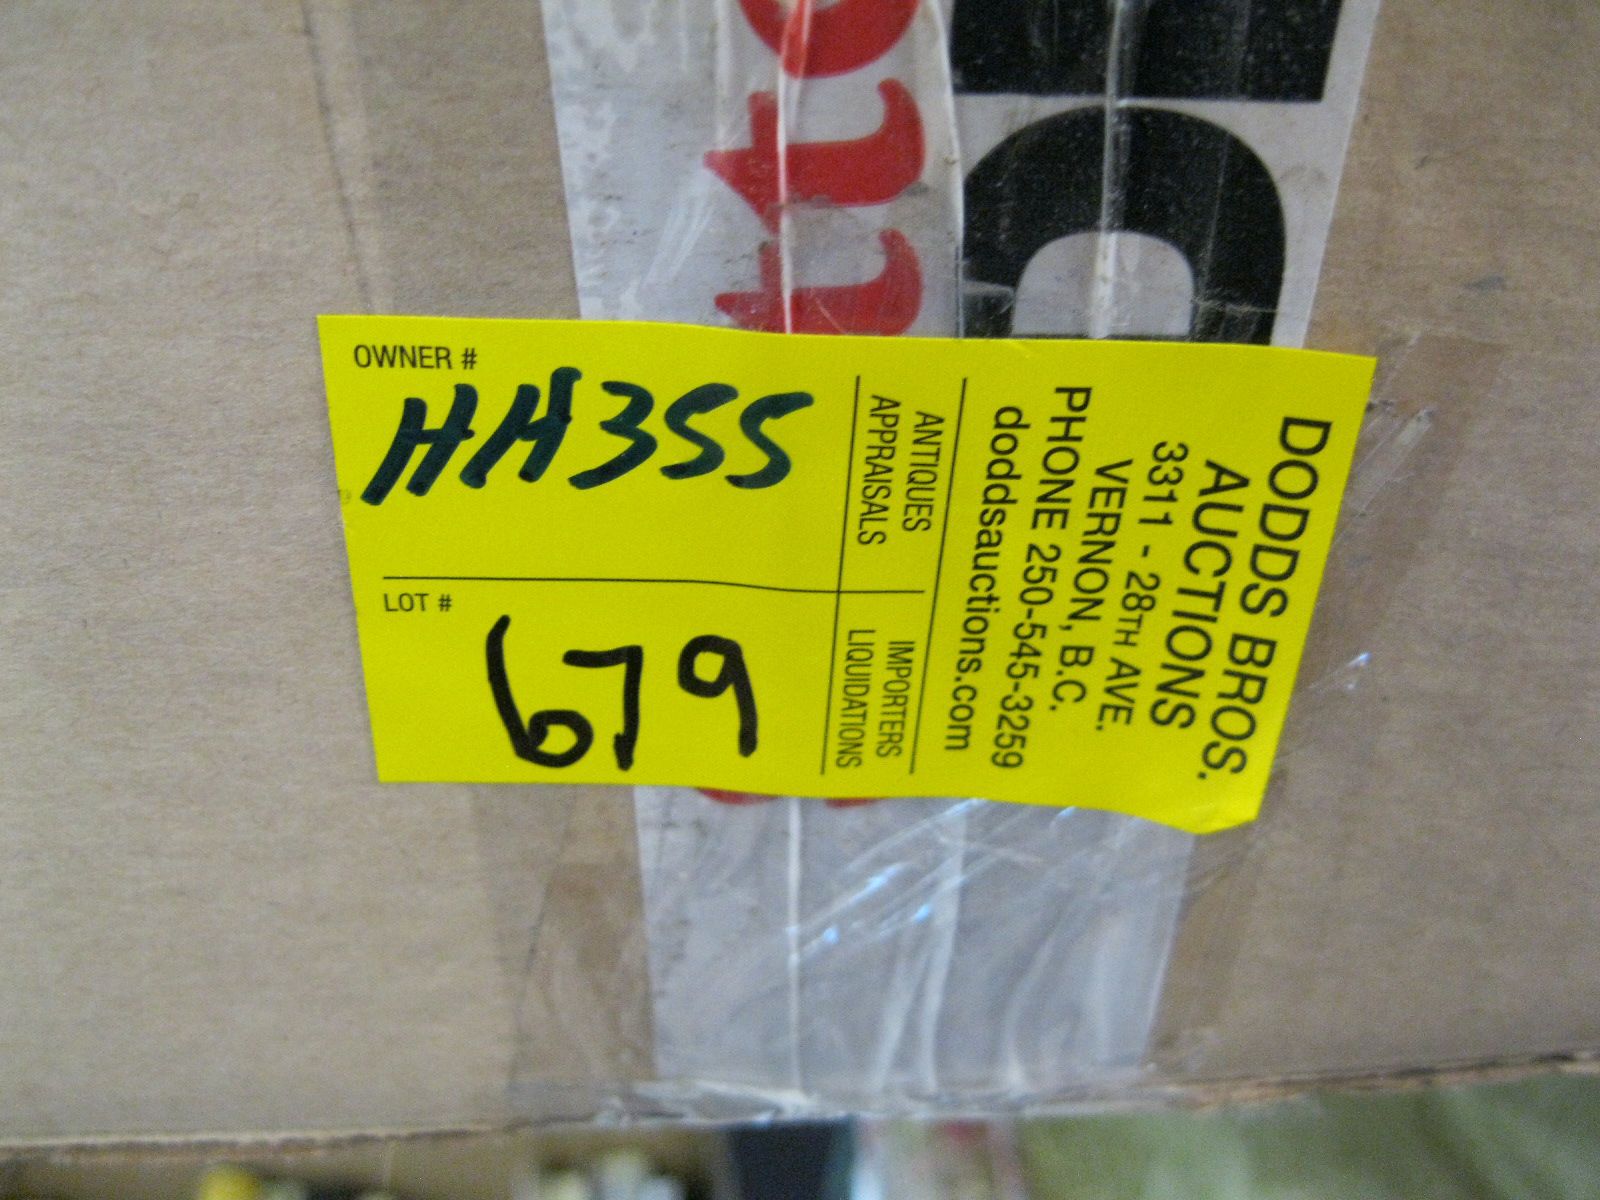 OWNER #
HH355
LOT #
679
ANTIQUES
APPRAISALS
IMPORTERS
LIQUIDATIONS
DODDS BROS.
AUCTIONS
3311 - 28TH AVE.
VERNON, B.C.
PHONE 250-545-3259
doddsauctions.com